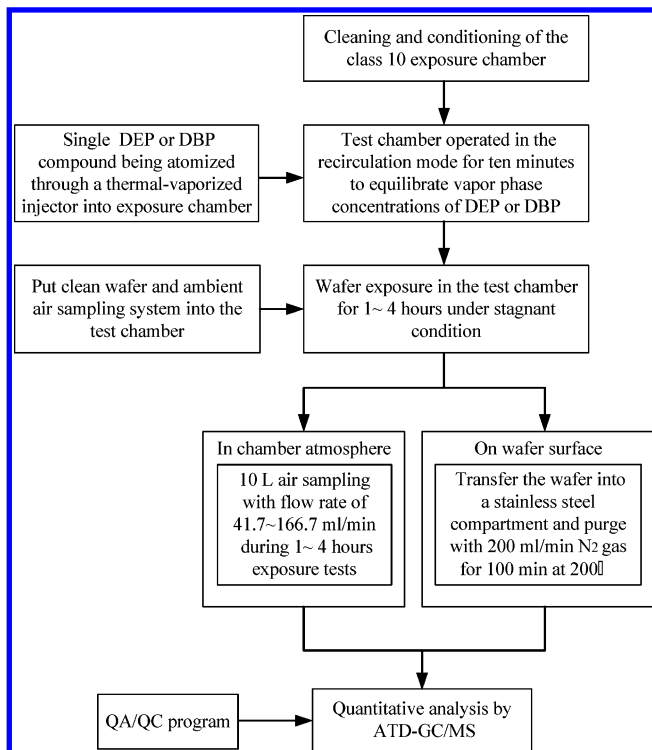 Cleaning and conditioning of the
class 10 exposure chamber
Single DEP or DBP
compound being atomized
through a thermal-vaporized
injector into exposure chamber
Test chamber operated in the
recirculation mode for ten minutes
to equilibrate vapor phase
concentrations of DEP or DBP
Put clean wafer and ambient
air sampling system into the
test chamber
Wafer exposure in the test chamber
for 1~ 4 hours under stagnant
condition
In chamber atmosphere
10 L air sampling
with flow rate of
41.7~166.7 ml/min
during 1~ 4 hours
exposure tests
On wafer surface
Transfer the wafer into
a stainless steel
compartment and purge
with 200 ml/min N2 gas
for 100 min at 200▯
QA/QC program
Quantitative analysis by
ATD-GC/MS